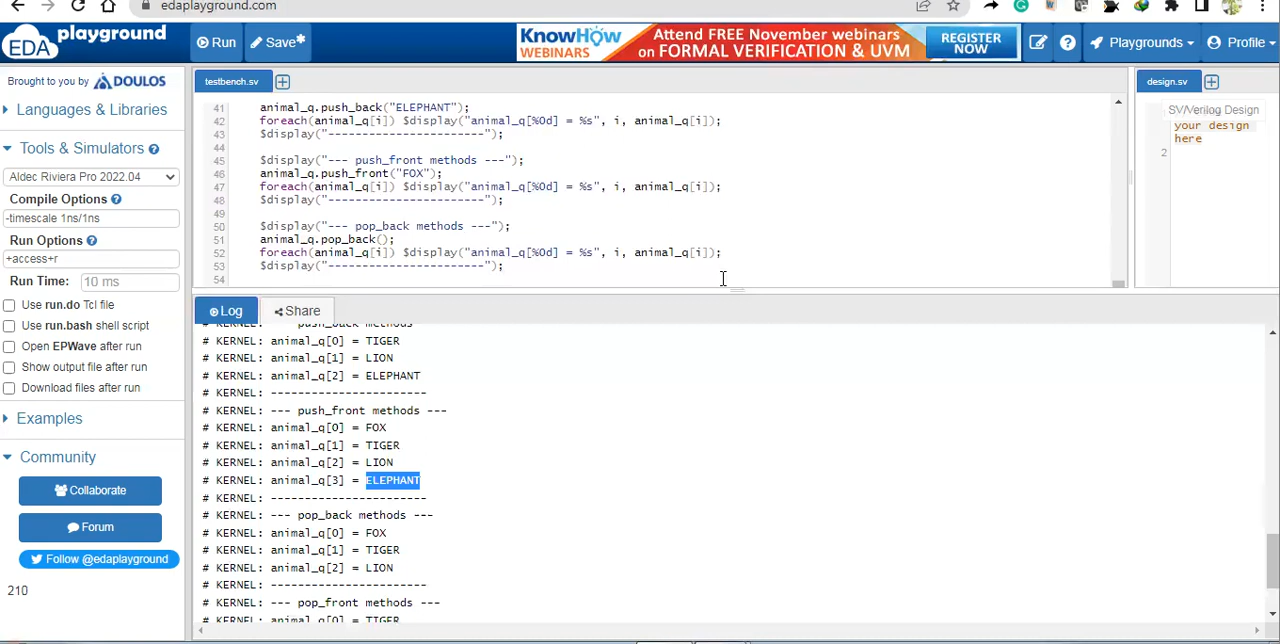 edaplayground.com
EDA playground
Run
Save*
KnowHow WEBINARS
Attend FREE November webinars
on FORMAL VERIFICATION & UVM
REGISTER NOW
Playgrounds
Profile
Brought to you by DOULOS
Languages & Libraries
Tools & Simulators
Aldec Riviera Pro 2022.04
Compile Options
-timescale 1ns/1ns
Run Options
+access+r
Run Time: 10 ms
Use run.do Tcl file
Use run.bash shell script
Open EPWave after run
Show output file after run
Download files after run
Examples
Community
Collaborate
Forum
Follow @edaplayground
210
testbench.sv
41 animal_q.push_back("ELEPHANT");
42 foreach(animal_q[i]) $display("animal_q[%0d] = %s", i, animal_q[i]);
43 $display("-----------------------");
44
45 $display("--- push_front methods ---");
46 animal_q.push_front("FOX");
47 foreach(animal_q[i]) $display("animal_q[%0d] = %s", i, animal_q[i]);
48 $display("-----------------------");
49
50 $display("--- pop_back methods ---");
51 animal_q.pop_back();
52 foreach(animal_q[i]) $display("animal_q[%0d] = %s", i, animal_q[i]);
53 $display("-----------------------");
54
design.sv
SV/Verilog Design
your design
here
2
Log
Share
# KERNEL: --- push_back methods ---
# KERNEL: animal_q[0] = TIGER
# KERNEL: animal_q[1] = LION
# KERNEL: animal_q[2] = ELEPHANT
# KERNEL: -----------------------
# KERNEL: --- push_front methods ---
# KERNEL: animal_q[0] = FOX
# KERNEL: animal_q[1] = TIGER
# KERNEL: animal_q[2] = LION
# KERNEL: animal_q[3] = ELEPHANT
# KERNEL: -----------------------
# KERNEL: --- pop_back methods ---
# KERNEL: animal_q[0] = FOX
# KERNEL: animal_q[1] = TIGER
# KERNEL: animal_q[2] = LION
# KERNEL: -----------------------
# KERNEL: --- pop_front methods ---
# KERNEL: animal_q[0] = TIGER